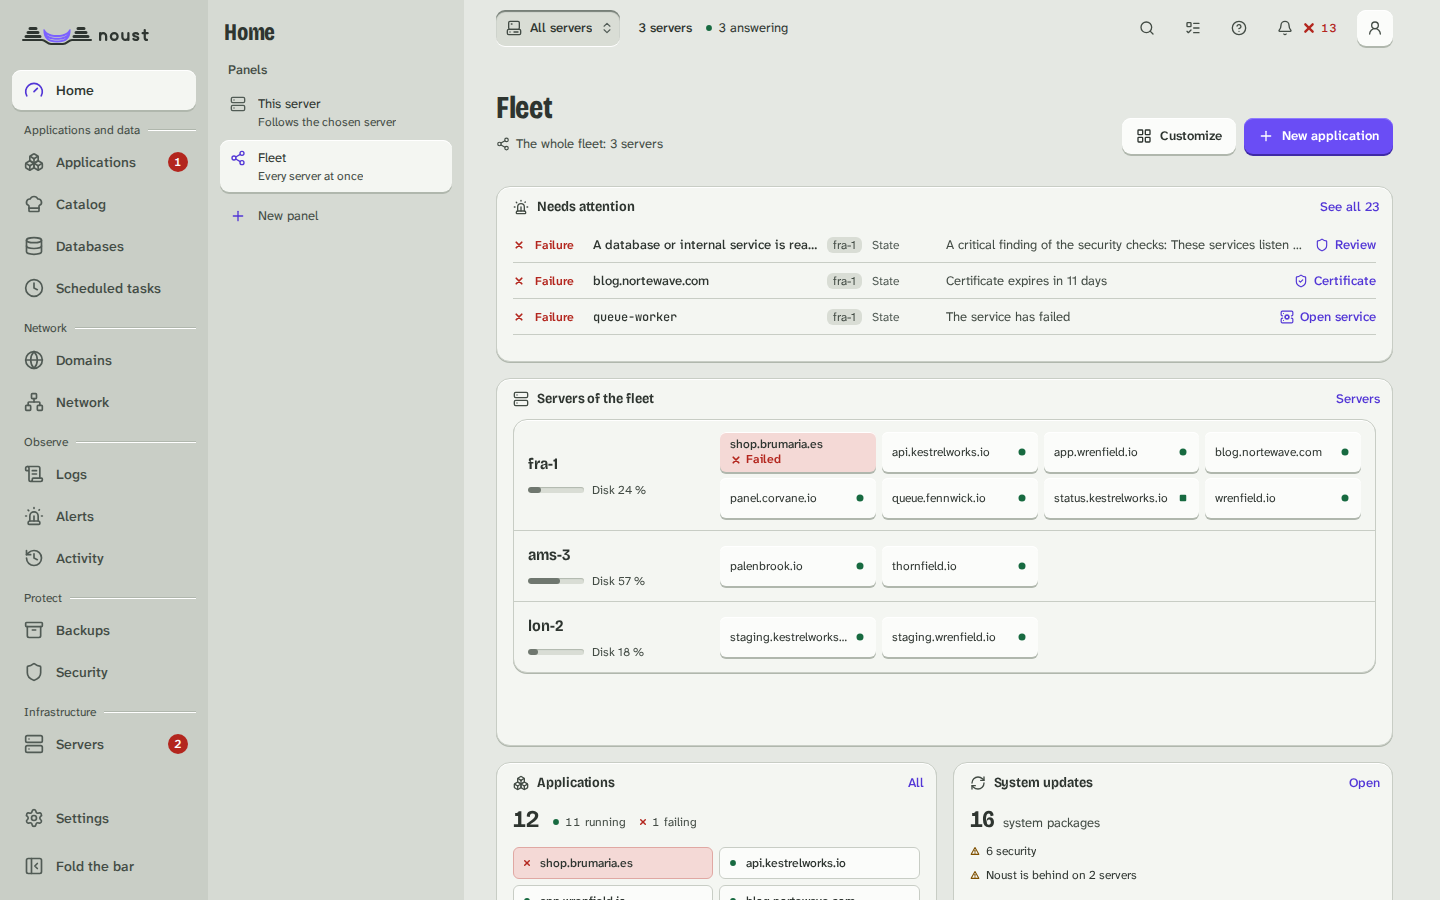 noust
Home
Applications and data
Applications 1
Catalog
Databases
Scheduled tasks
Network
Domains
Network
Observe
Logs
Alerts
Activity
Protect
Backups
Security
Infrastructure
Servers 2
Settings
Fold the bar
Home
Panels
This server
Follows the chosen server
Fleet
Every server at once
New panel
All servers 3 servers 3 answering 13
Fleet
The whole fleet: 3 servers
Customize New application
Needs attention See all 23
Failure A database or internal service is rea... fra-1 State A critical finding of the security checks: These services listen ... Review
Failure blog.nortewave.com fra-1 State Certificate expires in 11 days Certificate
Failure queue-worker fra-1 State The service has failed Open service
Servers of the fleet Servers
fra-1
Disk 24 %
shop.brumaria.es
Failed
api.kestrelworks.io app.wrenfield.io blog.nortewave.com
panel.corvane.io queue.fennwick.io status.kestrelworks.io wrenfield.io
ams-3
Disk 57 %
palenbrook.io thornfield.io
lon-2
Disk 18 %
staging.kestrelworks... staging.wrenfield.io
Applications All
12 11 running 1 failing
shop.brumaria.es api.kestrelworks.io
app.wrenfield.io blog.nortewave.com
System updates Open
16 system packages
6 security
Noust is behind on 2 servers